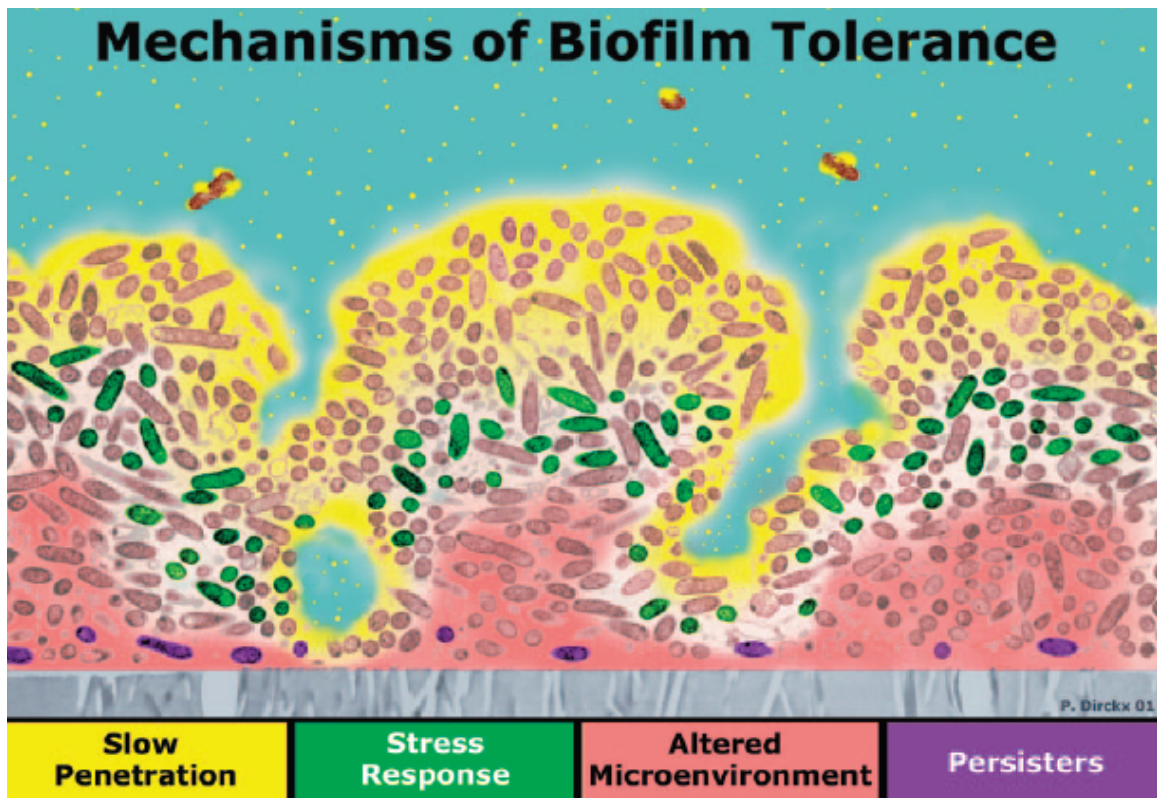 Mechanisms of Biofilm Tolerance
P. Dirckx 01
Slow
Penetration
Stress
Response
Altered
Microenvironment
Persisters